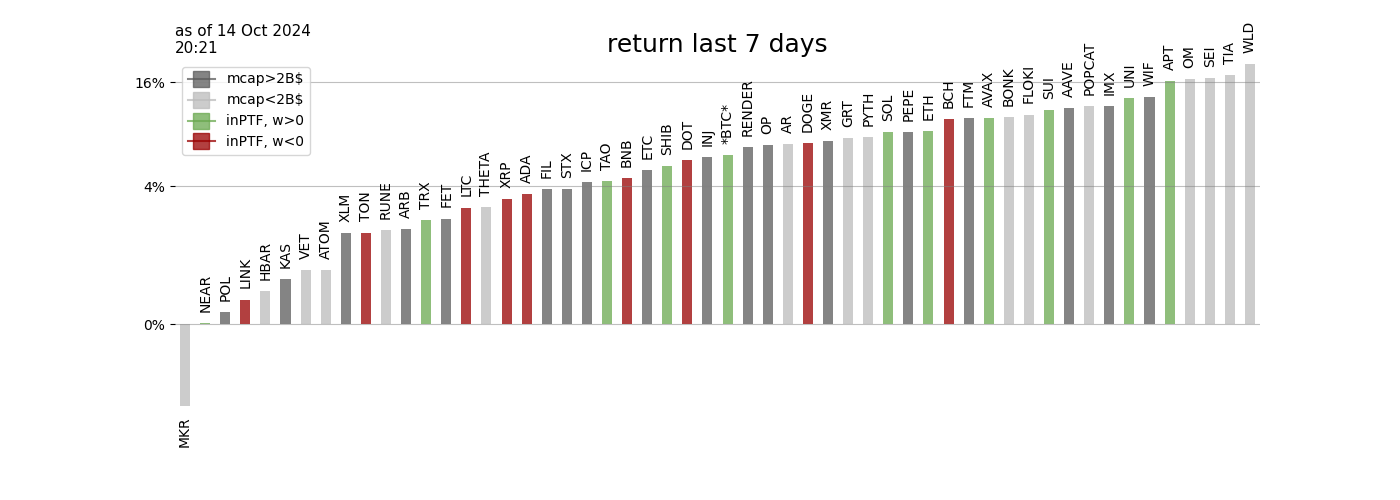 as of 14 Oct 2024
20:21
return last 7 days
mcap>2B$
mcap<2B$
inPTF, w>0
inPTF, w<0
16%
4%
0%
MKR
NEAR
POL
LINK
HBAR
KAS
VET
ATOM
XLM
TON
RUNE
ARB
TRX
FET
LTC
THETA
XRP
ADA
FIL
STX
ICP
TAO
BNB
ETC
SHIB
DOT
INJ
*BTC*
RENDER
OP
AR
DOGE
XMR
GRT
PYTH
SOL
PEPE
ETH
BCH
FTM
AVAX
BONK
FLOKI
SUI
AAVE
POPCAT
IMX
UNI
WIF
APT
OM
SEI
TIA
WLD